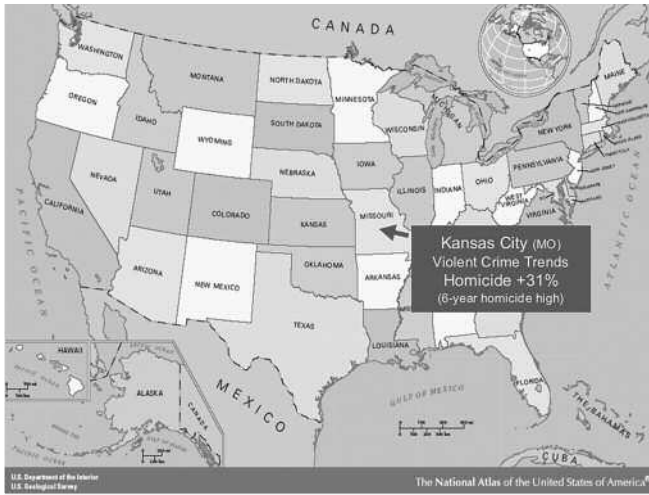 CANADA
WASHINGTON
MONTANA
NORTH DAKOTA
MINNESOTA
MAINE
OREGON
IDAHO
SOUTH DAKOTA
WISCONSIN
MICHIGAN
NEW YORK
WYOMING
IOWA
PENNSYLVANIA
NEVADA
NEBRASKA
ILLINOIS
INDIANA
OHIO
UTAH
COLORADO
KANSAS
MISSOURI
WEST
VIRGINIA
VIRGINIA
CALIFORNIA
PACIFIC OCEAN
ATLANTIC OCEAN
Kansas City (MO)
Violent Crime Trends
Homicide +31%
(6-year homicide high)
ARIZONA
NEW MEXICO
OKLAHOMA
ARKANSAS
TEXAS
LOUISIANA
HAWAII
ALASKA
CANADA
MEXICO
GULF OF MEXICO
FLORIDA
THE BAHAMAS
CUBA
U.S. Department of the Interior
U.S. Geological Survey
The National Atlas of the United States of America®